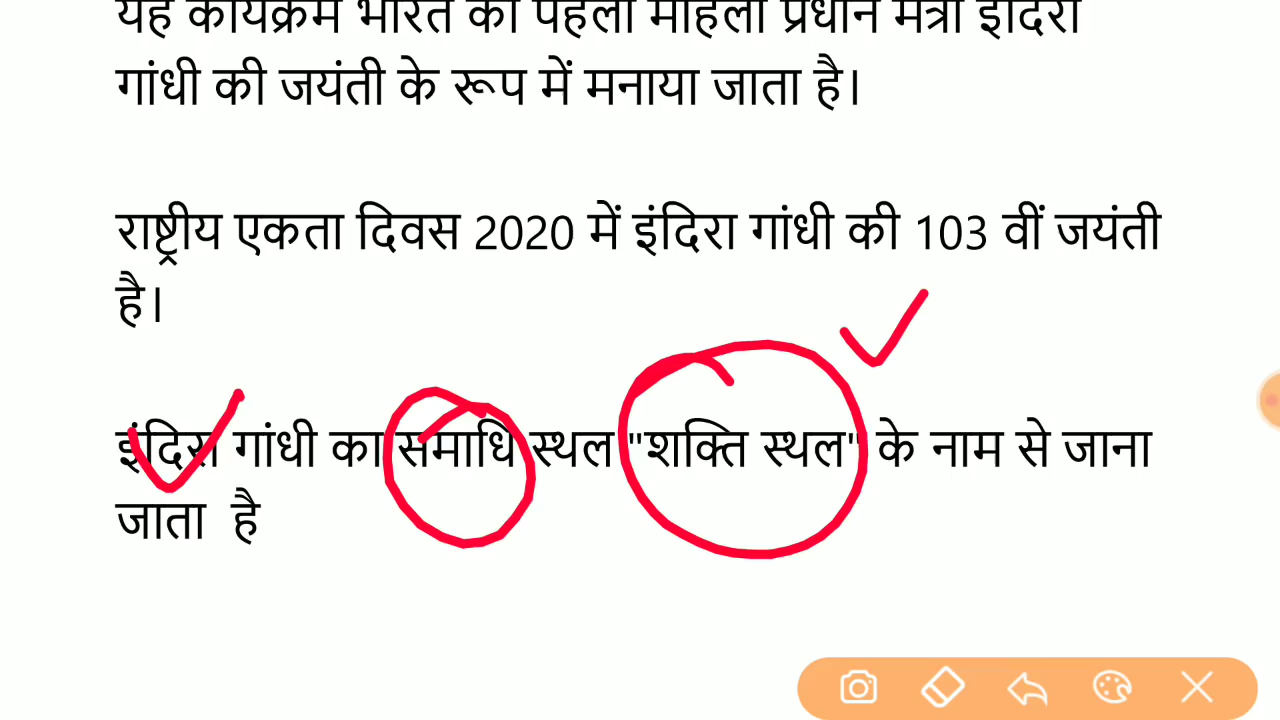 यह कार्यक्रम भारत की पहली महिला प्रधान मंत्री इंदिरा
गांधी की जयंती के रूप में मनाया जाता है।
राष्ट्रीय एकता दिवस 2020 में इंदिरा गांधी की 103 वीं जयंती
है।
इंदिरा गांधी का समाधि स्थल "शक्ति स्थल" के नाम से जाना
जाता है